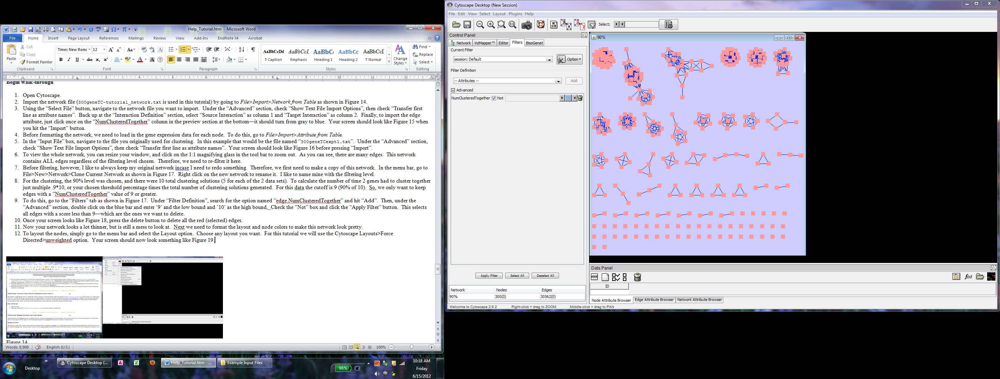 Help_Tutorial.htm - Microsoft Word
File Home Insert Page Layout References Mailings Review View Add-Ins EndNote X4 Acrobat
Paste
Cut
Copy
Format Painter
Clipboard
Times New Roma 12
Font
Paragraph
AaBbCcDd AaBbCcL AaBbC AaBbCc AaBbCcI
¶ Caption Emphasis Heading 1 Heading 2 ¶ Normal
Change Styles
Styles
Find
Replace
Select
Editing
1 2 3 4 5 6 7 8 9 10 11 12
Begin walk-through
1. Open Cytoscape.
2. Import the network file (300geneTC-tutorial_network.txt is used in this tutorial) by going to File>Import>Network from Table as shown in Figure 14.
3. Using the “Select File” button, navigate to the network file you want to import. Under the “Advanced” section, check “Show Text File Import Options”, then check “Transfer first
line as attribute names”. Back up at the “Interaction Definition” section, select “Source Interaction” as column 1 and “Target Interaction” as column 2. Finally, to import the edge
attribute, just click once on the “NumClusteredTogether” column in the preview section at the bottom—it should turn from gray to blue. Your screen should look like Figure 15 when
you hit the “Import” button.
4. Before formatting the network, we need to load in the gene expression data for each node. To do this, go to File>Import>Attribute from Table.
5. In the “Input File” box, navigate to the file you originally used for clustering. In this example that would be the file named “300geneTCexpt1.txt”. Under the “Advanced” section,
check “Show Text File Import Options”, then check “Transfer first line as attribute names”. Your screen should look like Figure 16 before pressing “Import”.
6. To view the whole network, you can resize your window, and click on the 1:1 magnifying glass in the tool bar to zoom out. As you can see, there are many edges. This network
contains ALL edges regardless of the filtering level chosen. Therefore, we need to re-filter it here.
7. Before filtering, however, I like to always keep my original network incase I need to redo something. Therefore, we first need to make a copy of this network. In the menu bar, go to
File>New>Network>Clone Current Network as shown in Figure 17. Right click on the new network to rename it. I like to name mine with the filtering level.
8. For the clustering, the 90% level was chosen, and there were 10 total clustering solutions (5 for each of the 2 data sets). To calculate the number of time 2 genes had to cluster together
just multiple .9*10, or your chosen threshold percentage times the total number of clustering solutions generated. For this data the cutoff is 9 (90% of 10). So, we only want to keep
edges with a “NumClusteredTogether” value of 9 or greater.
9. To do this, go to the “Filters” tab as shown in Figure 17. Under “Filter Definition”, search for the option named “edge.NumClusteredTogether” and hit “Add”. Then, under the
“Advanced” section, double click on the blue bar and enter ‘9’ and the low bound and ‘10’ as the high bound. Check the “Not” box and click the “Apply Filter” button. This selects
all edges with a score less than 9—which are the ones we want to delete.
10. Once your screen looks like Figure 18, press the delete button to delete all the red (selected) edges.
11. Now your network looks a lot thinner, but is still a mess to look at. Next we need to format the layout and node colors to make this network look pretty.
12. To layout the nodes, simply go to the menu bar and select the Layout option. Choose any layout you want. For this tutorial we will use the Cytoscape Layouts>Force
Directed>unweighted option. Your screen should now look something like Figure 19.
Figure 14
Words: 8,908 English (U.S.) 100%
Desktop Cytoscape Desktop (... Help_Tutorial.htm - ... Example Input Files 96%
10:18 AM
Friday
6/15/2012
Cytoscape Desktop (New Session)
File Edit View Select Layout Plugins Help
Select:
Control Panel
Network VizMapper™ Editor Filters BisoGenet
Current Filter
session: Default Option
Filter Definition
-- Attributes -- Add
Advanced
NumClusteredTogether Not
Apply Filter Select All Deselect All
Network Nodes Edges
90% 300(0) 30562(0)
Welcome to Cytoscape 2.8.2 Right-click + drag to ZOOM Middle-click + drag to PAN
90%
Data Panel
f(x)
ID
Node Attribute Browser Edge Attribute Browser Network Attribute Browser